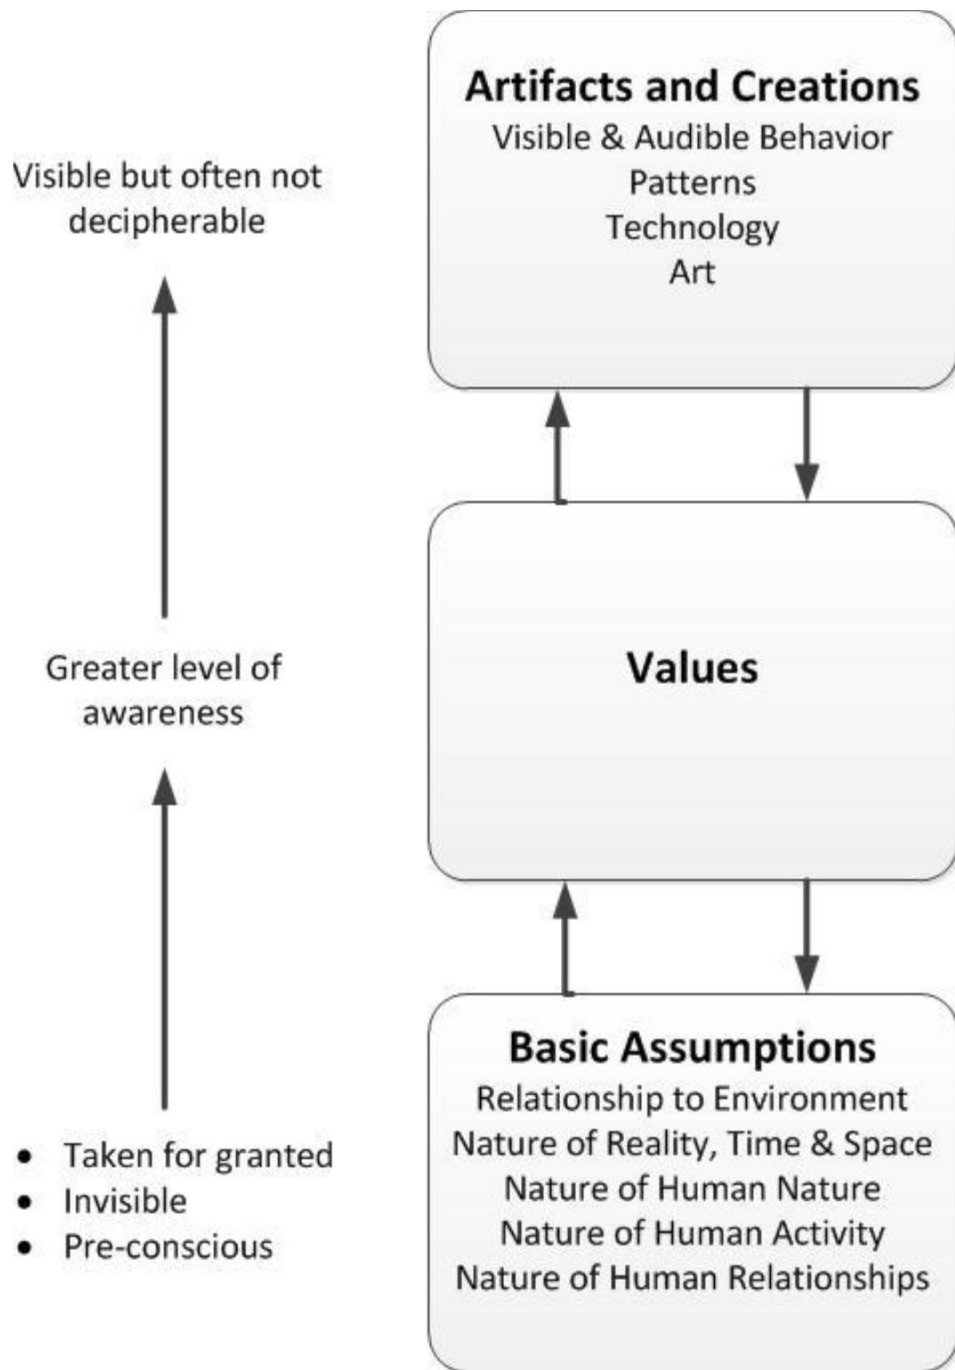 Artifacts and Creations
Visible & Audible Behavior
Patterns
Technology
Art
Visible but often not
decipherable
Values
Greater level of
awareness
Basic Assumptions
Relationship to Environment
Nature of Reality, Time & Space
Nature of Human Nature
Nature of Human Activity
Nature of Human Relationships
• Taken for granted
• Invisible
• Pre-conscious